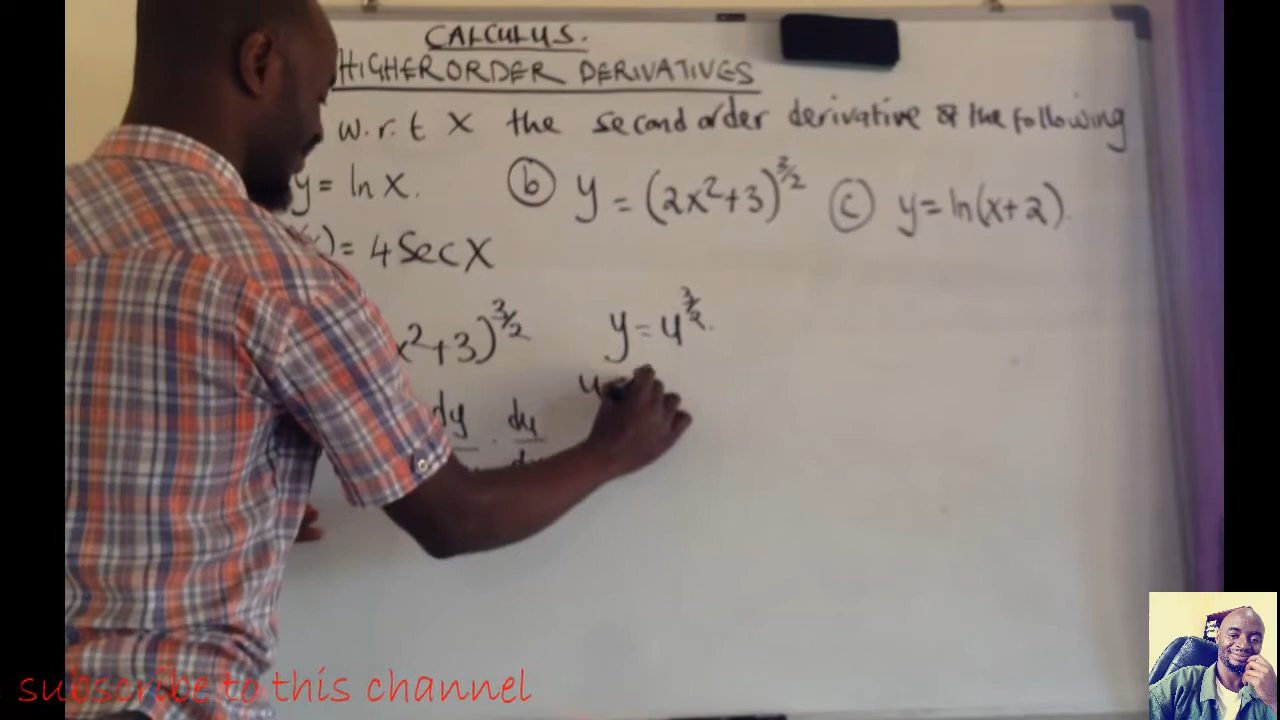 CALCULUS.
HIGHER ORDER DERIVATIVES
w.r.t x the second order derivative of the following
y = ln x. (b) y = (2x²+3)^3/2 (c) y = ln(x+2).
) = 4 Sec x
x²+3)^3/2 y = u^3/2.
u =
dy . du
subscribe to this channel